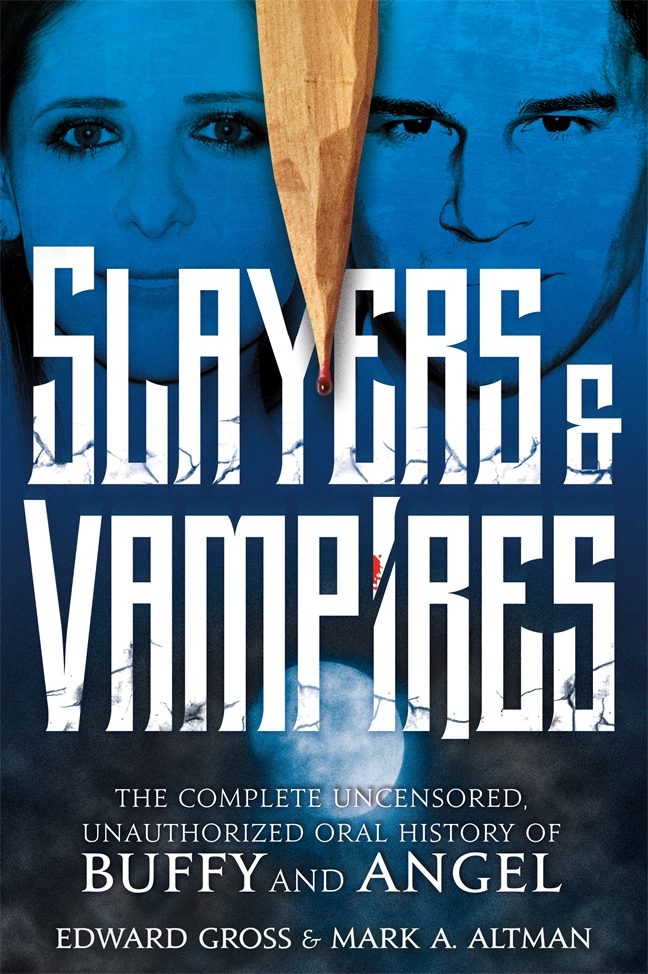 SLAYERS &
VAMPIRES
THE COMPLETE UNCENSORED,
UNAUTHORIZED ORAL HISTORY OF
BUFFY AND ANGEL
EDWARD GROSS & MARK A. ALTMAN